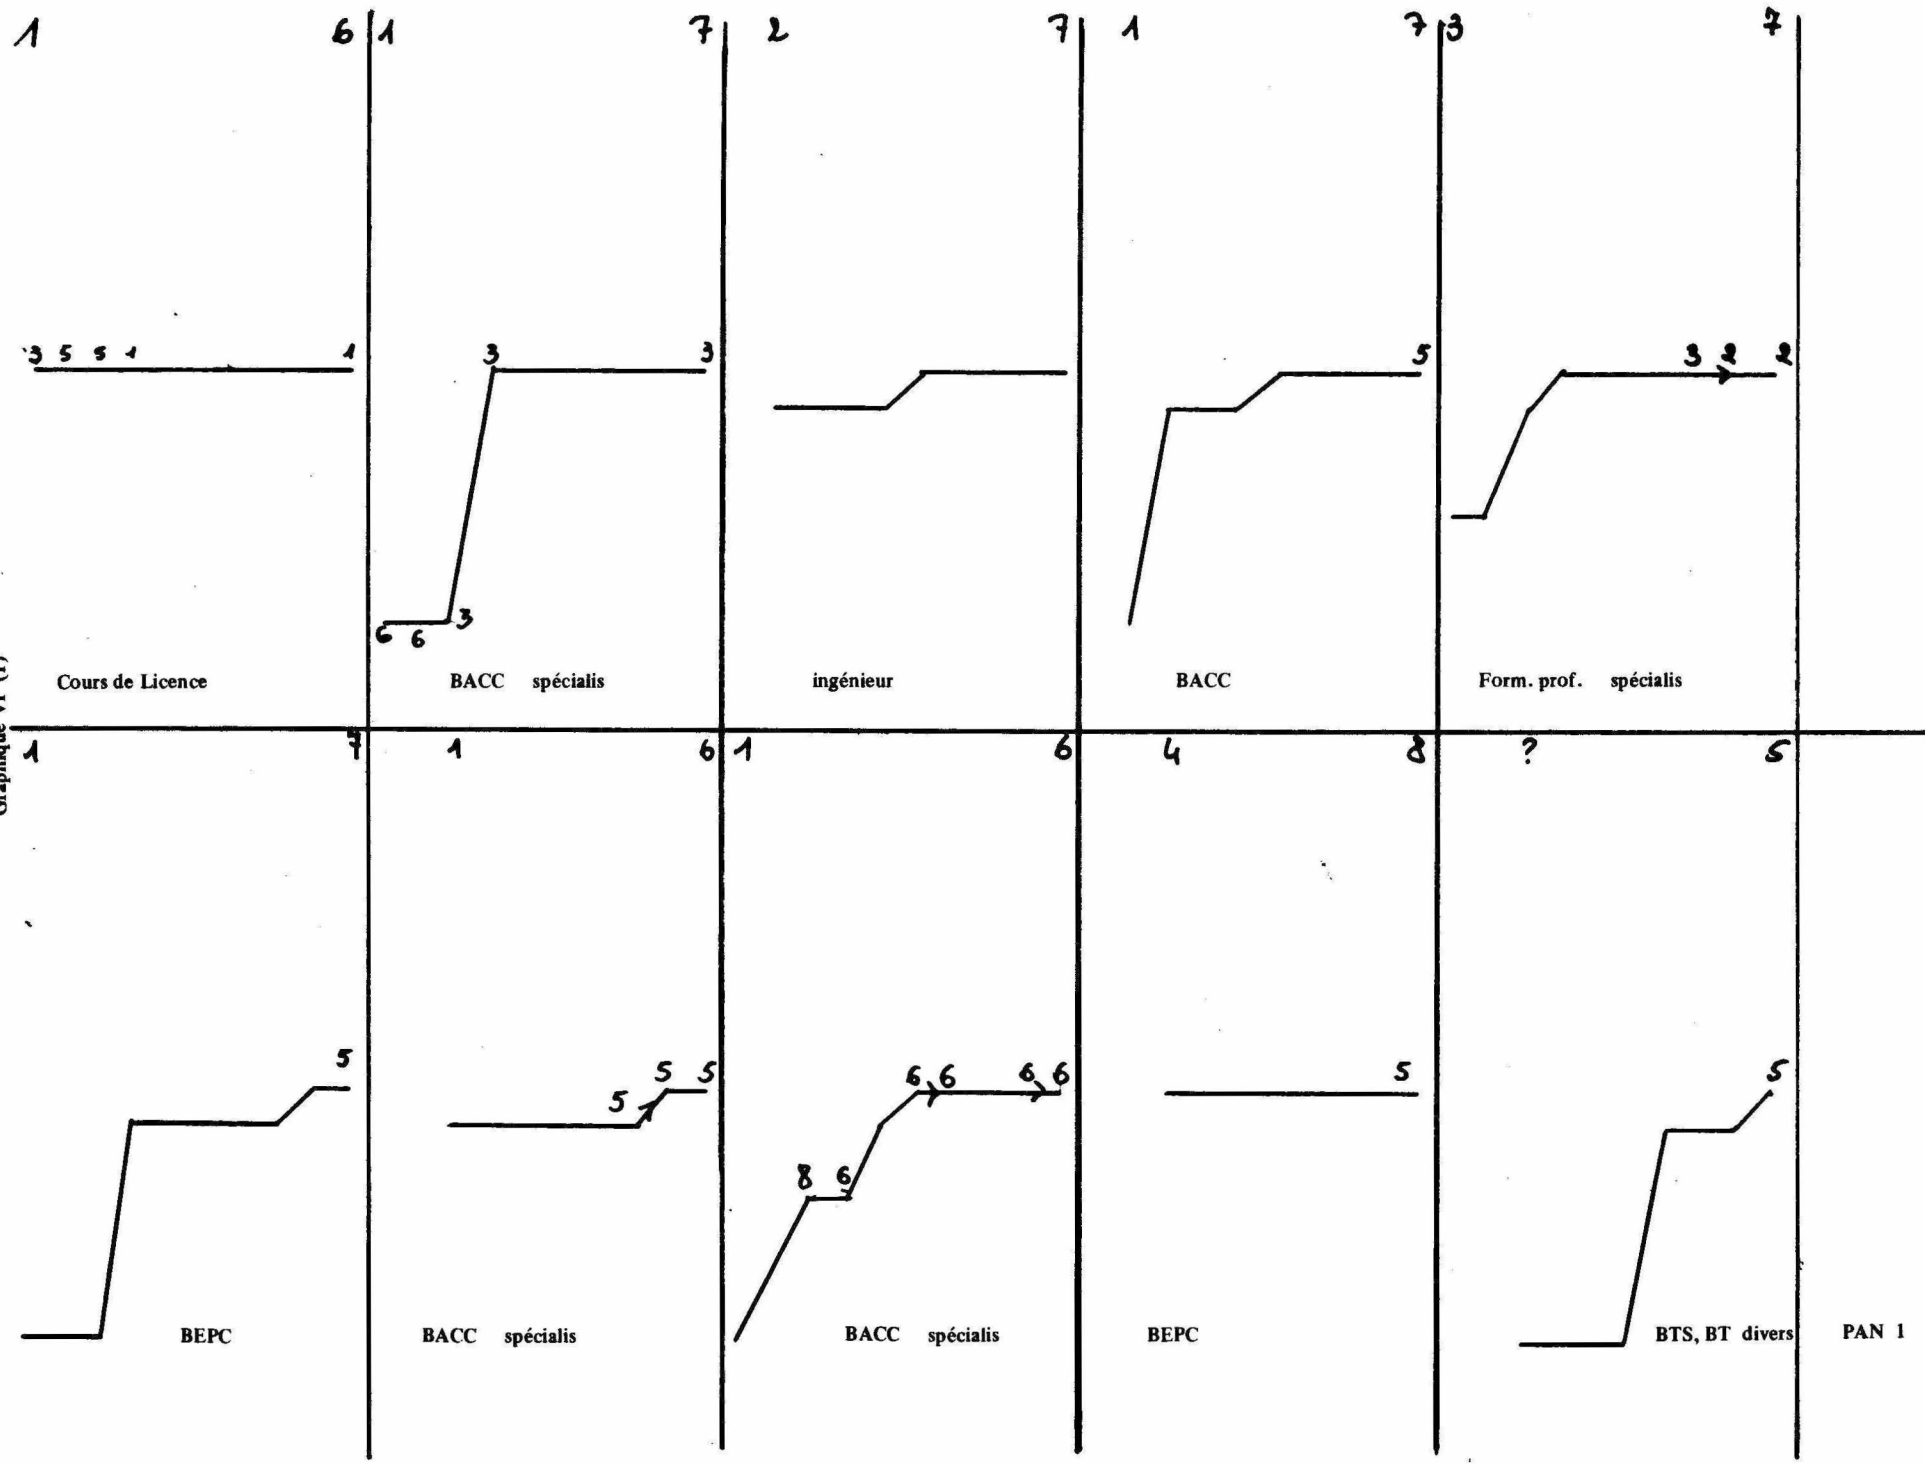 1 6 1 7 2 7 1 7 3 7
3 5 5 1 1 3 3 5 3 2 2
6 6 3
Cours de Licence BACC spécialis ingénieur BACC Form. prof. spécialis
1 7 1 6 1 6 4 8 ? 5
5 5 5 5 6 6 6 6 5 5
8 6
BEPC BACC spécialis BACC spécialis BEPC BTS, BT divers PAN 1